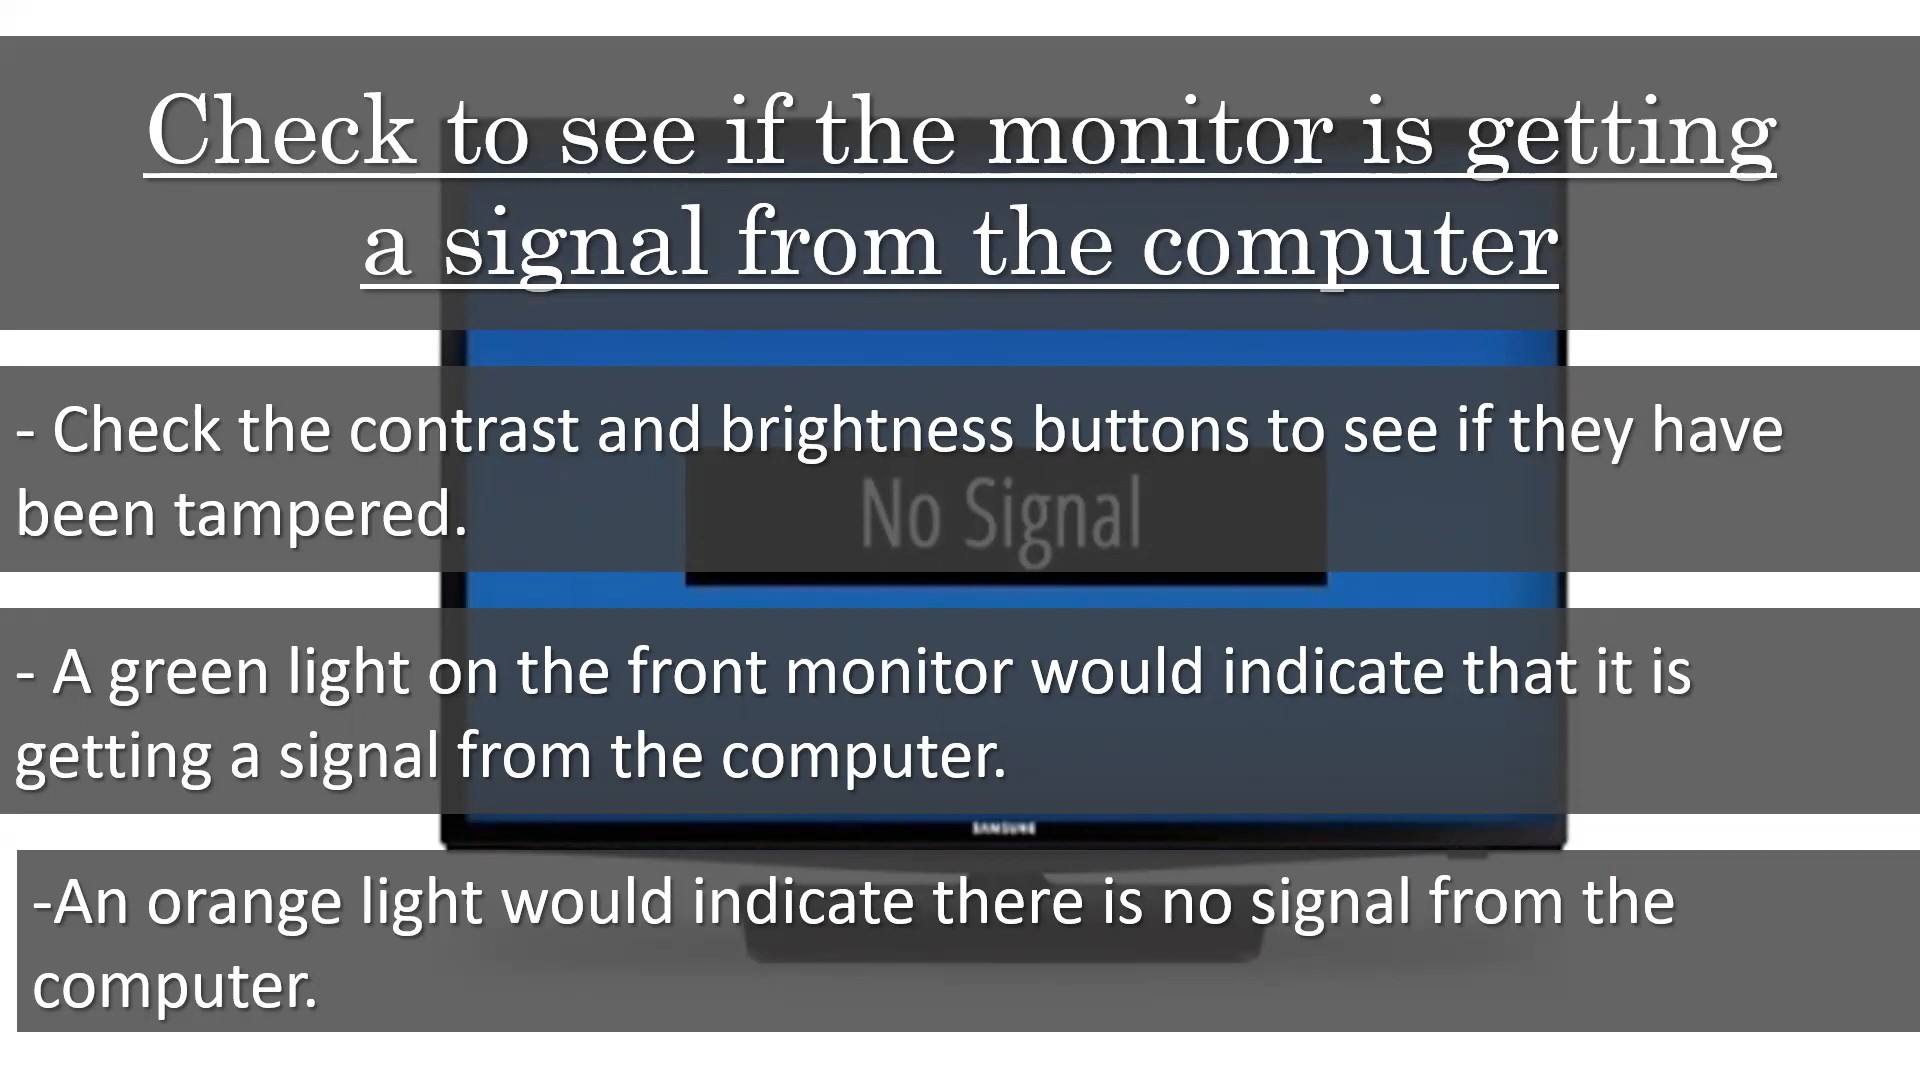 Check to see if the monitor is getting
a signal from the computer
- Check the contrast and brightness buttons to see if they have
been tampered.
No Signal
- A green light on the front monitor would indicate that it is
getting a signal from the computer.
SAMSUNG
-An orange light would indicate there is no signal from the
computer.